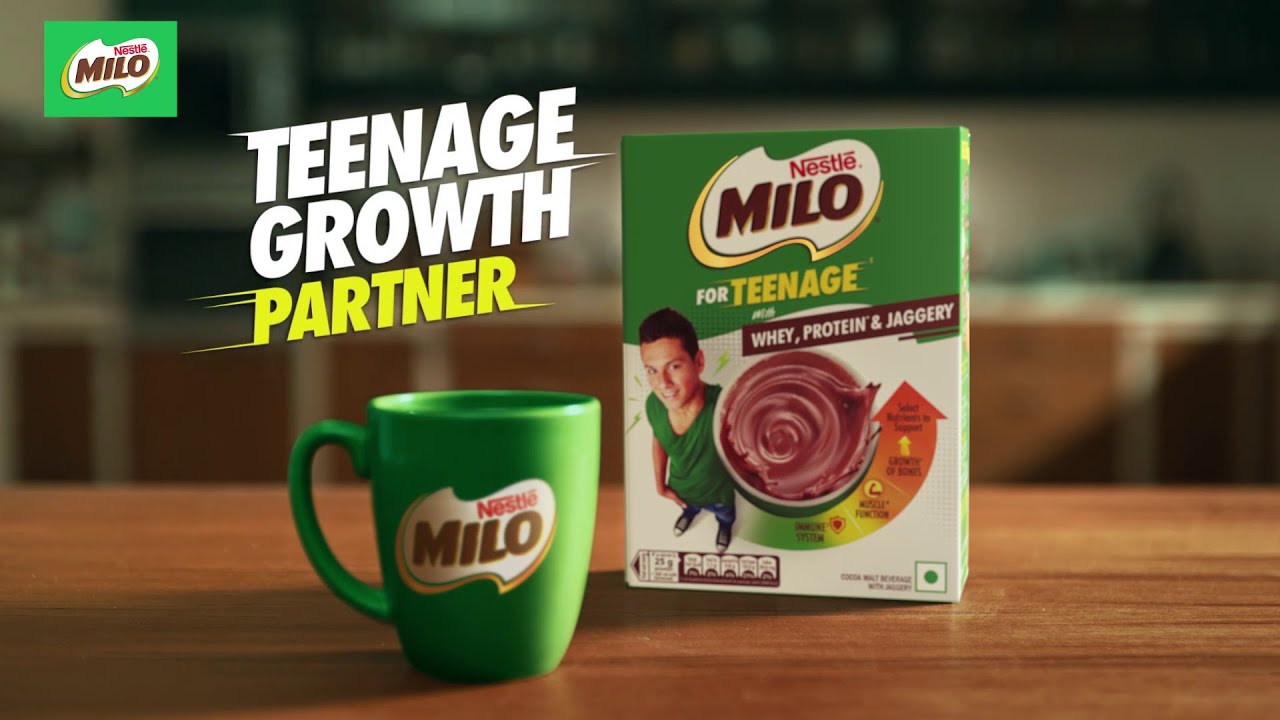 Nestlé
MILO
TEENAGE
GROWTH
PARTNER
Nestlé
MILO
FOR TEENAGE
with
WHEY, PROTEIN & JAGGERY
Select
Nutrients to
Support
GROWTH
OF BONES
MUSCLE
FUNCTION
IMMUNE
SYSTEM
25 g
COCOA MALT BEVERAGE
WITH JAGGERY
Nestlé
MILO